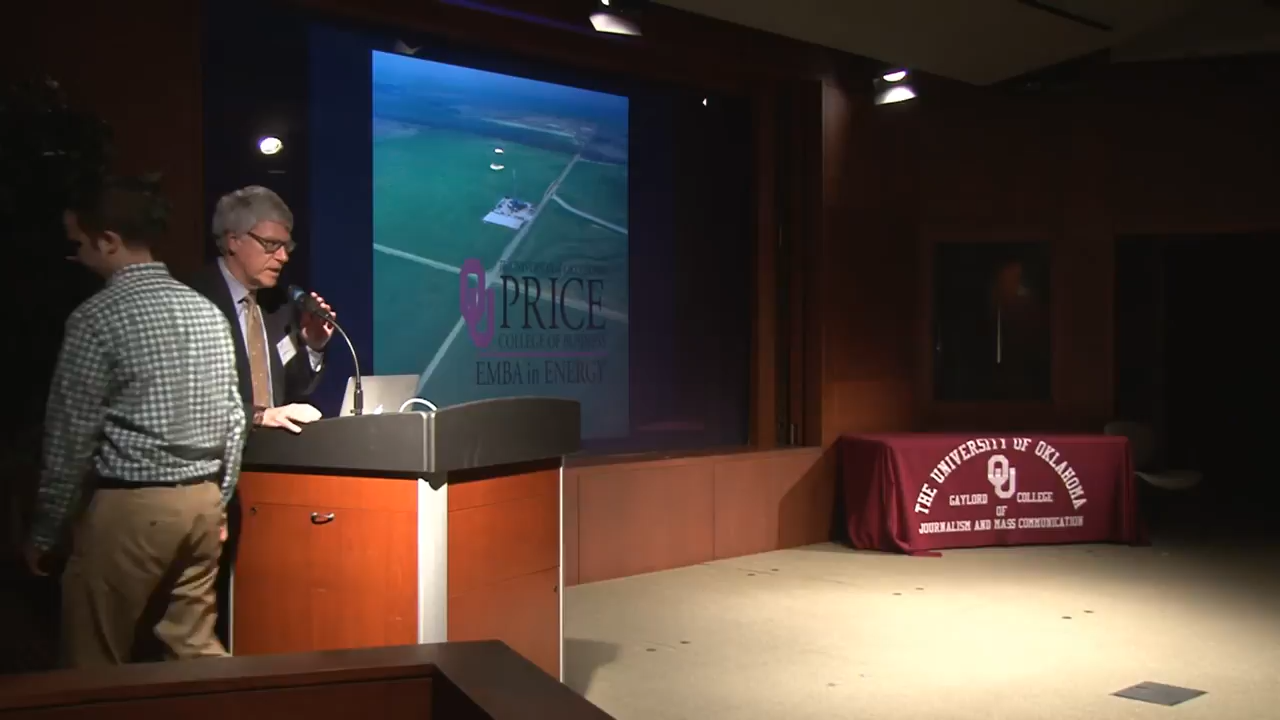 OU
PRICE
COLLEGE OF BUSINESS
EMBA in ENERGY
THE UNIVERSITY OF OKLAHOMA
OU
GAYLORD COLLEGE
OF
JOURNALISM AND MASS COMMUNICATION